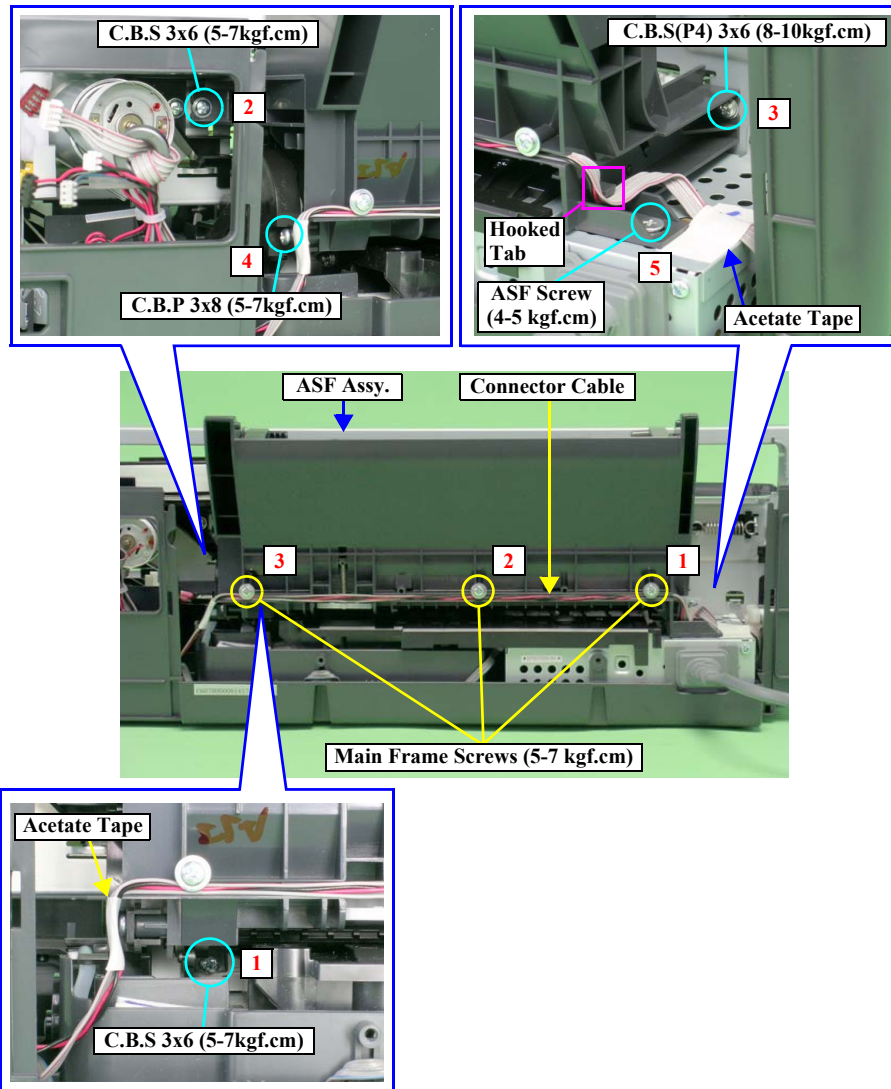 C.B.S 3x6 (5-7kgf.cm)
2
4
C.B.P 3x8 (5-7kgf.cm)
C.B.S(P4) 3x6 (8-10kgf.cm)
3
Hooked
Tab
5
ASF Screw
(4-5 kgf.cm)
Acetate Tape
ASF Assy.
Connector Cable
3
2
1
Main Frame Screws (5-7 kgf.cm)
Acetate Tape
1
C.B.S 3x6 (5-7kgf.cm)